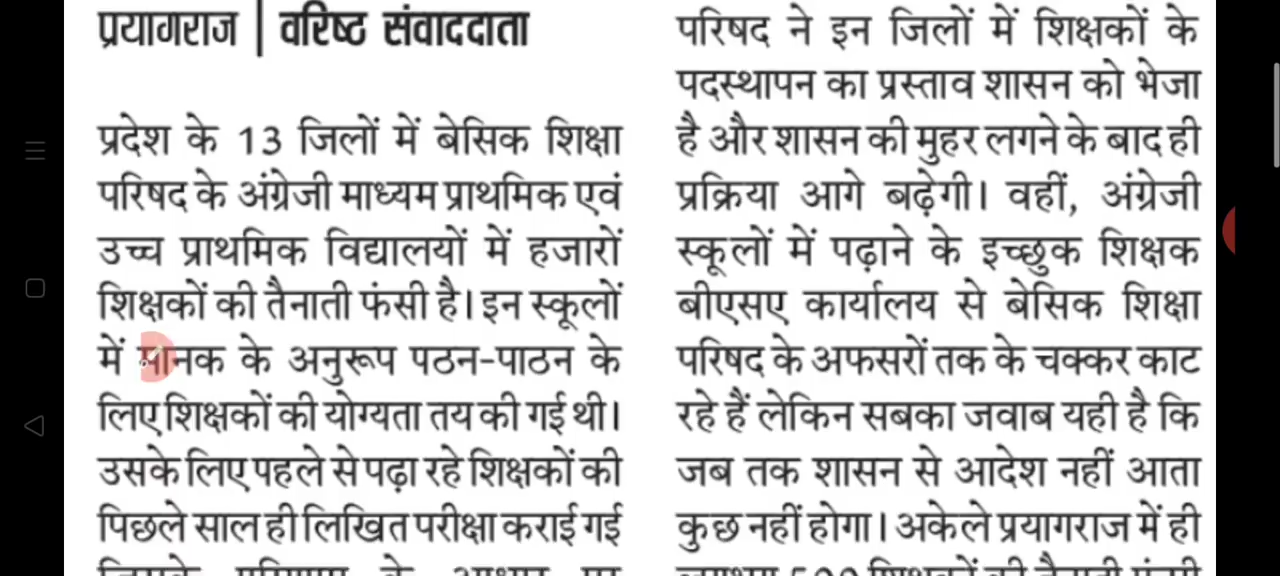 प्रयागराज | वरिष्ठ संवाददाता
प्रदेश के 13 जिलों में बेसिक शिक्षा
परिषद के अंग्रेजी माध्यम प्राथमिक एवं
उच्च प्राथमिक विद्यालयों में हजारों
शिक्षकों की तैनाती फंसी है। इन स्कूलों
में मानक के अनुरूप पठन-पाठन के
लिए शिक्षकों की योग्यता तय की गई थी।
उसके लिए पहले से पढ़ा रहे शिक्षकों की
पिछले साल ही लिखित परीक्षा कराई गई
परिषद ने इन जिलों में शिक्षकों के
पदस्थापन का प्रस्ताव शासन को भेजा
है और शासन की मुहर लगने के बाद ही
प्रक्रिया आगे बढ़ेगी। वहीं, अंग्रेजी
स्कूलों में पढ़ाने के इच्छुक शिक्षक
बीएसए कार्यालय से बेसिक शिक्षा
परिषद के अफसरों तक के चक्कर काट
रहे हैं लेकिन सबका जवाब यही है कि
जब तक शासन से आदेश नहीं आता
कुछ नहीं होगा। अकेले प्रयागराज में ही